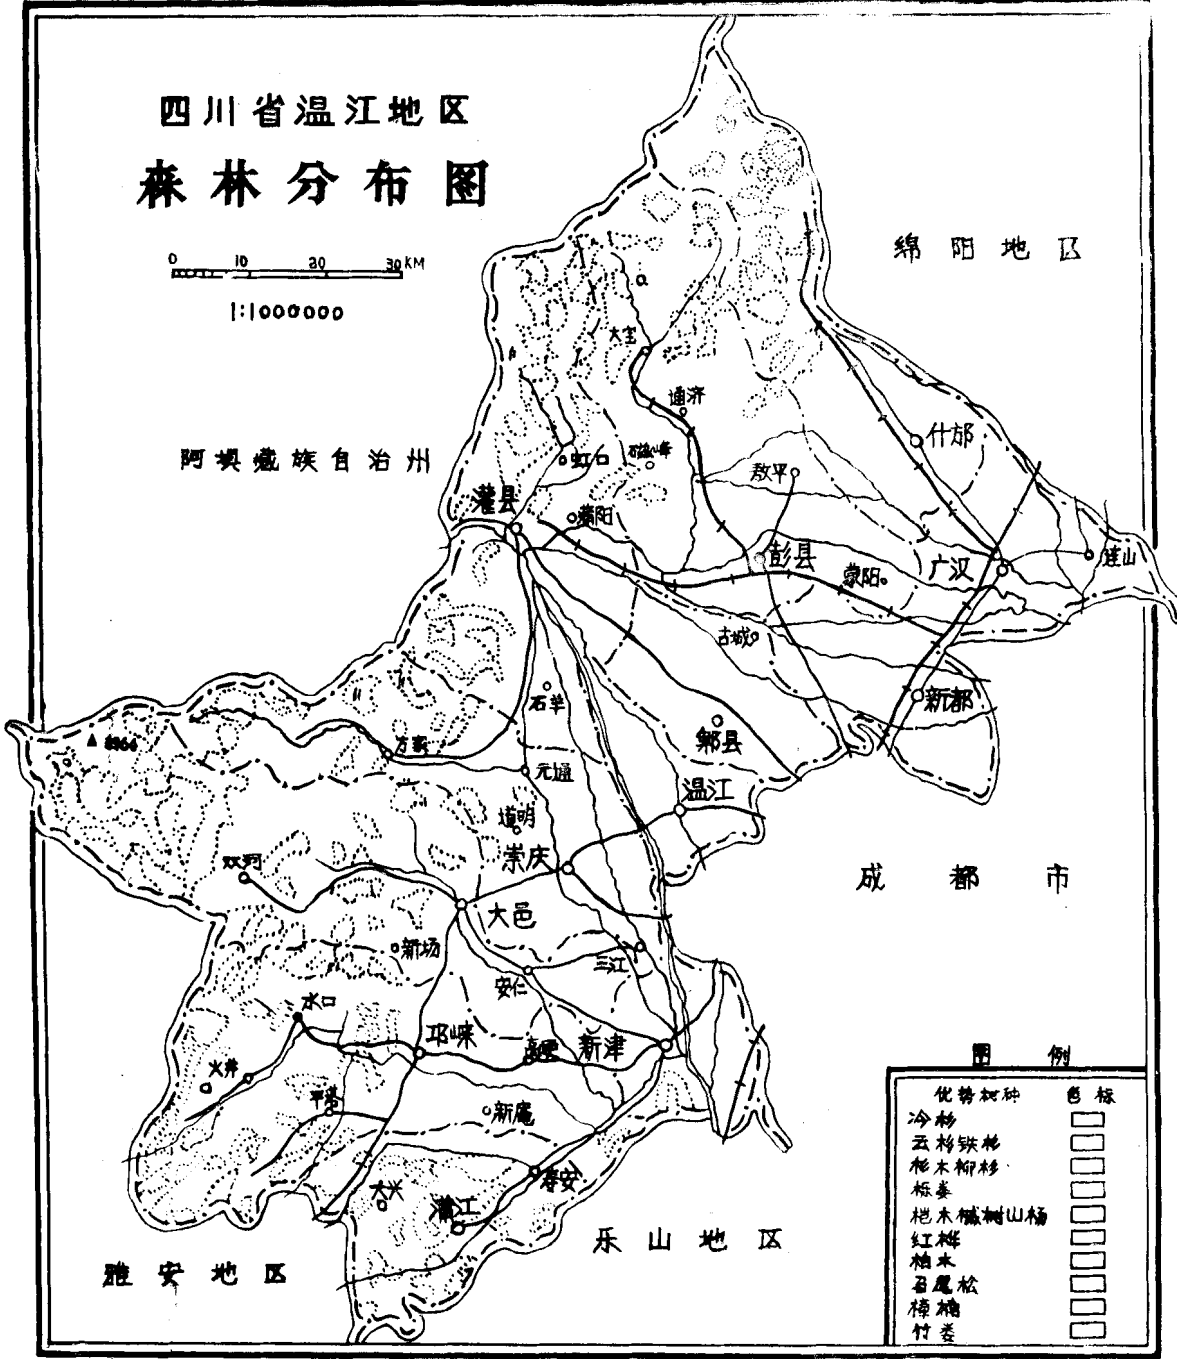 四川省温江地区
森林分布图
0 10 20 30 KM
1:1000000
绵阳地区
大宝
通济
什邡
阿坝藏族自治州
虹口
磁峰
敖平
灌县
蒲阳
彭县
蒙阳
广汉
连山
古城
新都
石羊
郫县
方家
元通
温江
道明
双河
崇庆
成都市
大邑
新场
三江
安仁
水口
邛崃
新津
火井
平落
新庵
寿安
大兴
蒲江
乐山地区
雅安地区
图例
优势树种 色标
冷杉
云杉铁杉
杉木柳杉
栎类
桤木槭树山杨
红桦
柏木
马尾松
樟楠
竹类